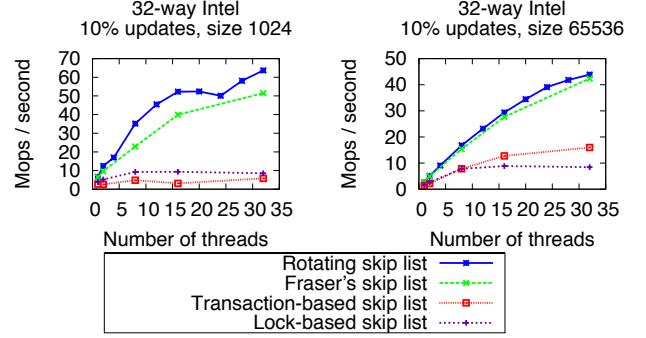 32-way Intel
10% updates, size 1024
Mops / second
70
60
50
40
30
20
10
0
0 5 10 15 20 25 30 35
Number of threads
32-way Intel
10% updates, size 65536
Mops / second
50
40
30
20
10
0
0 5 10 15 20 25 30 35
Number of threads
Rotating skip list
Fraser's skip list
Transaction-based skip list
Lock-based skip list